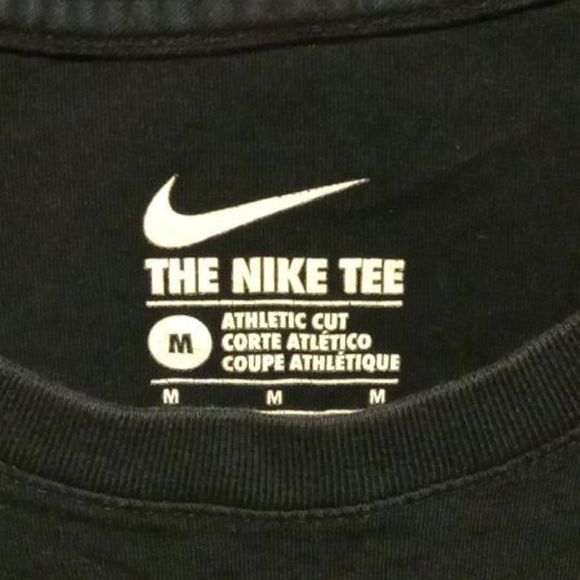 THE NIKE TEE
M
ATHLETIC CUT
CORTE ATLÉTICO
COUPE ATHLÉTIQUE
M M M